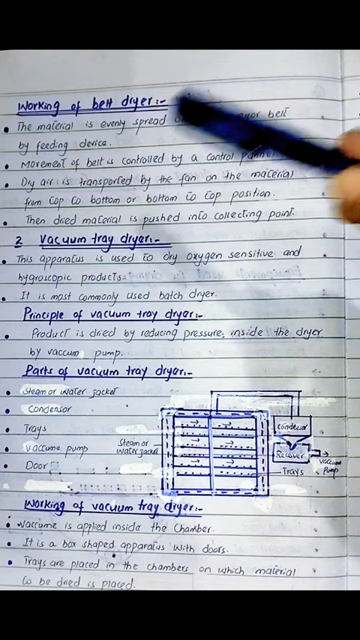 Working of belt dryer:-
• The material is evenly spread yor belt
by feeding device.
• Movement of belt is controlled by a control panel
• Dry air is transported by the fan on the material
from top to bottom or bottom to top position.
• Then dried material is pushed into collecting point.
2 Vacuum tray dryer:-
• This apparatus is used to dry oxygen sensitive and
hygroscopic products.
• It is most commonly used batch dryer.
Principle of vacuum tray dryer:-
• Product is dried by reducing pressure, inside the dryer
by vaccum pump.
Parts of vacuum tray dryer:-
• Steam or water jacket
• Condensor
• Trays
• vaccume pump
• Door
Steam or
water jacket
condensor
Reciever
Trays
vaccum
Pump
Working of vacuum tray dryer:-
• vaccume is applied inside the chamber.
• It is a box shaped apparatus with doors.
• Trays are placed in the chambers on which material
to be dried is placed.